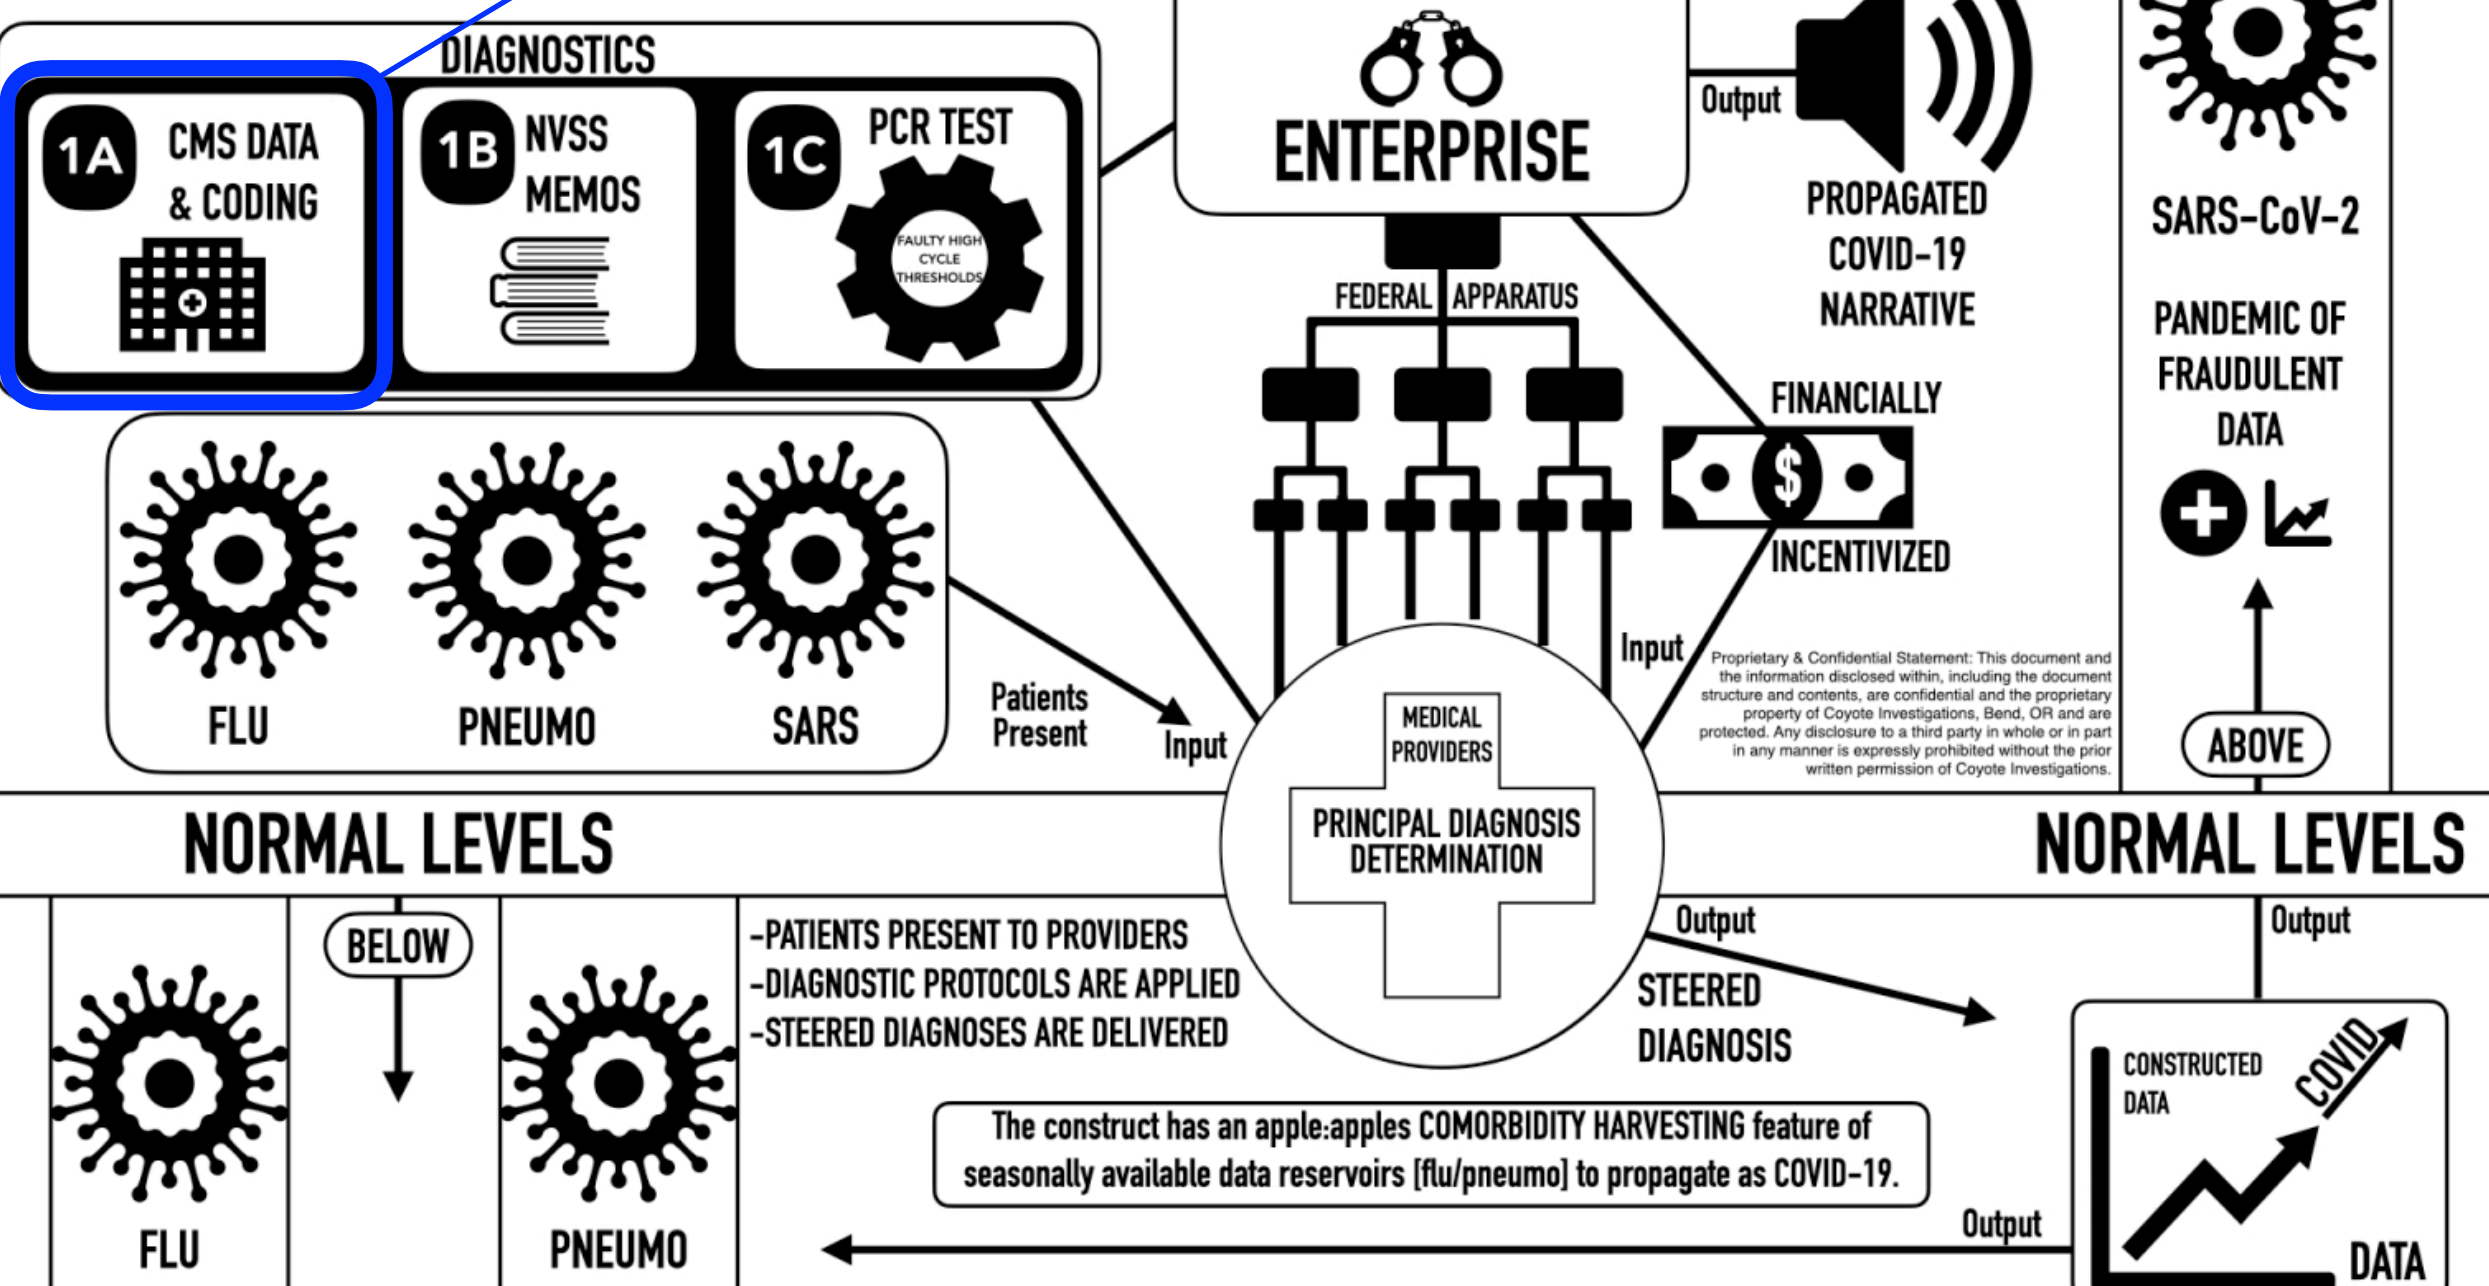 DIAGNOSTICS
1A
CMS DATA
& CODING
1B
NVSS
MEMOS
1C
PCR TEST
FAULTY HIGH
CYCLE
THRESHOLDS
ENTERPRISE
Output
PROPAGATED
COVID-19
NARRATIVE
SARS-CoV-2
PANDEMIC OF
FRAUDULENT
DATA
FEDERAL APPARATUS
FINANCIALLY
$
INCENTIVIZED
FLU
PNEUMO
SARS
Patients
Present
Input
Input
Proprietary & Confidential Statement: This document and
the information disclosed within, including the document
structure and contents, are confidential and the proprietary
property of Coyote Investigations, Bend, OR and are
protected. Any disclosure to a third party in whole or in part
in any manner is expressly prohibited without the prior
written permission of Coyote Investigations.
ABOVE
MEDICAL
PROVIDERS
PRINCIPAL DIAGNOSIS
DETERMINATION
NORMAL LEVELS
NORMAL LEVELS
BELOW
-PATIENTS PRESENT TO PROVIDERS
-DIAGNOSTIC PROTOCOLS ARE APPLIED
-STEERED DIAGNOSES ARE DELIVERED
Output
STEERED
DIAGNOSIS
Output
CONSTRUCTED
DATA
COVID
The construct has an apple:apples COMORBIDITY HARVESTING feature of
seasonally available data reservoirs [flu/pneumo] to propagate as COVID-19.
Output
FLU
PNEUMO
DATA